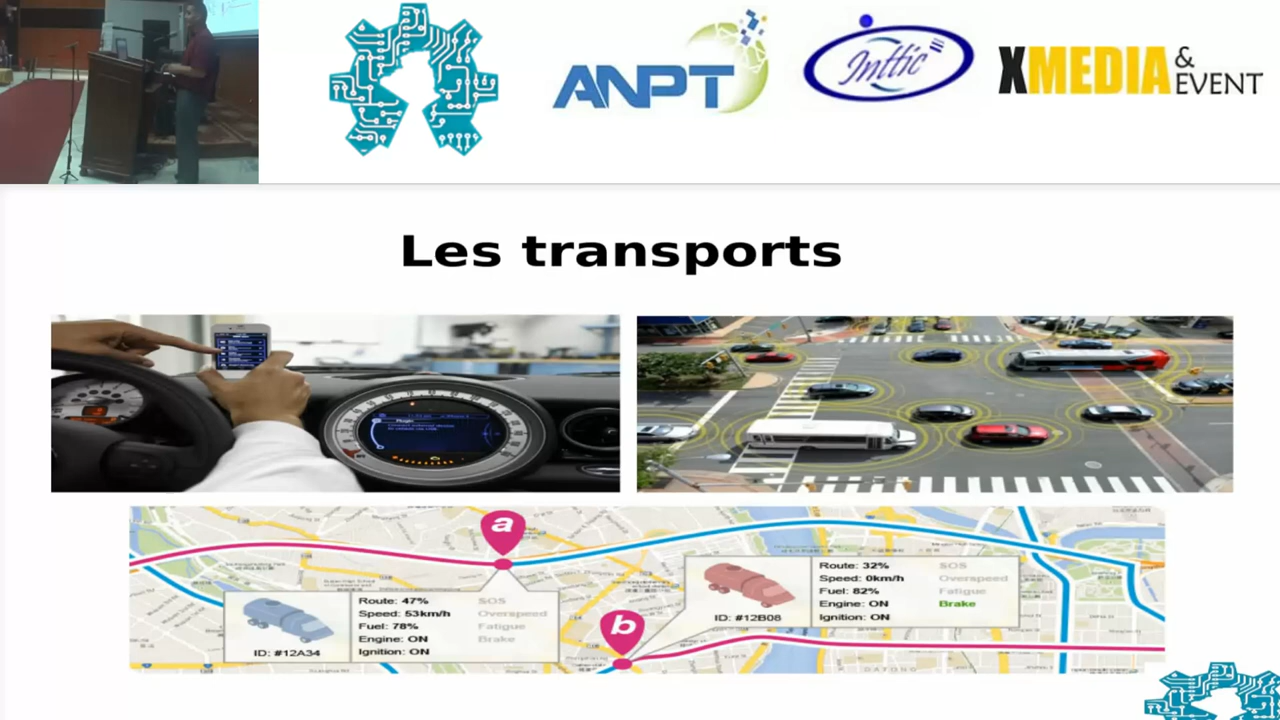 ANPT
Inttic
XMEDIA
&
EVENT
Les transports
a
Route: 47%
Speed: 53km/h
Fuel: 78%
Engine: ON
Ignition: ON
SOS
Overspeed
Fatigue
Brake
ID: #12A34
b
Route: 32%
Speed: 0km/h
Fuel: 82%
Engine: ON
Ignition: ON
SOS
Overspeed
Fatigue
Brake
ID: #12B08